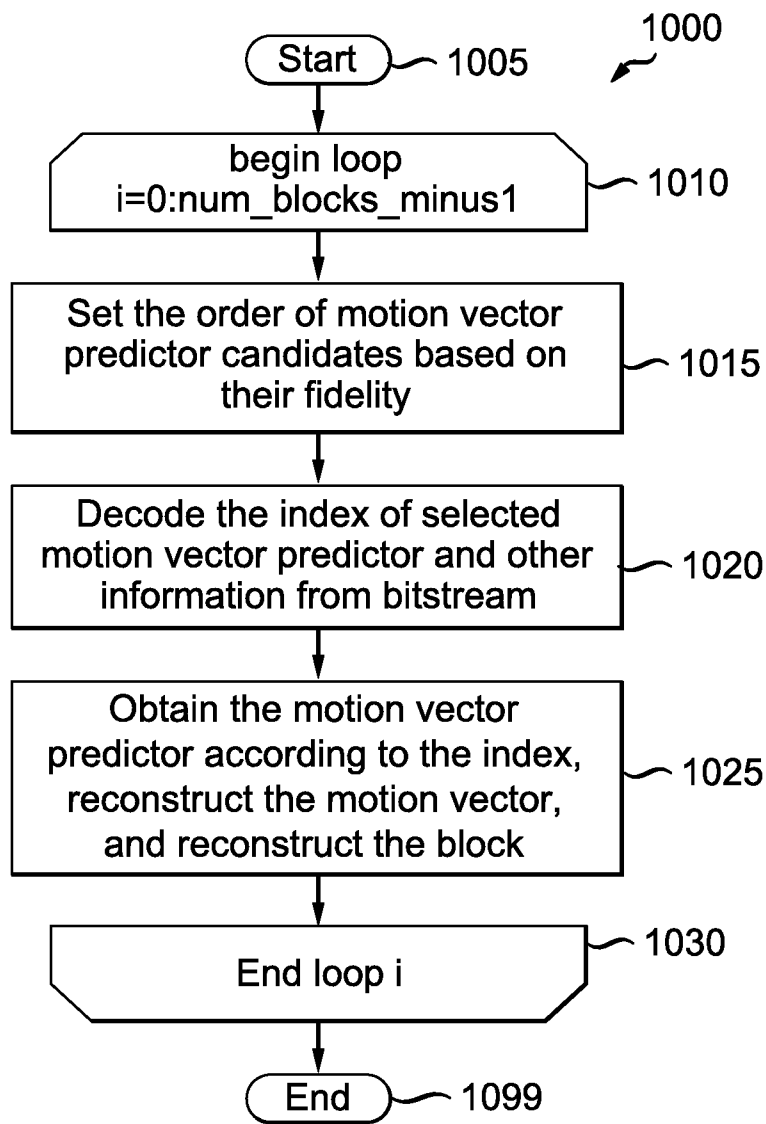 1000
Start
1005
begin loop
i=0:num_blocks_minus1
1010
Set the order of motion vector
predictor candidates based on
their fidelity
1015
Decode the index of selected
motion vector predictor and other
information from bitstream
1020
Obtain the motion vector
predictor according to the index,
reconstruct the motion vector,
and reconstruct the block
1025
End loop i
1030
End
1099